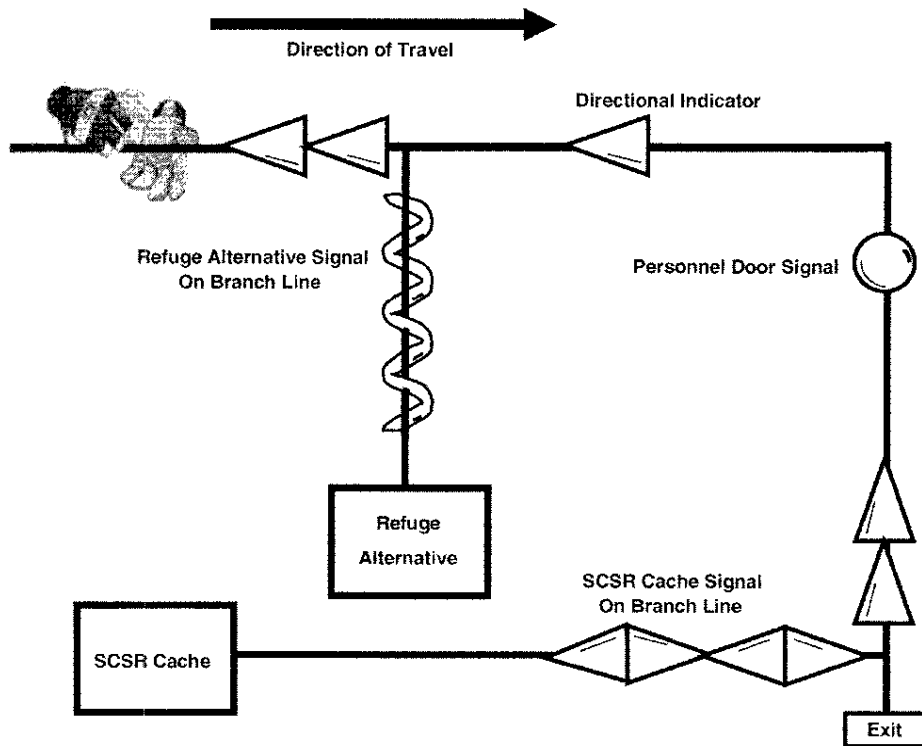 Direction of Travel
Directional Indicator
Refuge Alternative Signal
On Branch Line
Personnel Door Signal
Refuge
Alternative
SCSR Cache Signal
On Branch Line
SCSR Cache
Exit